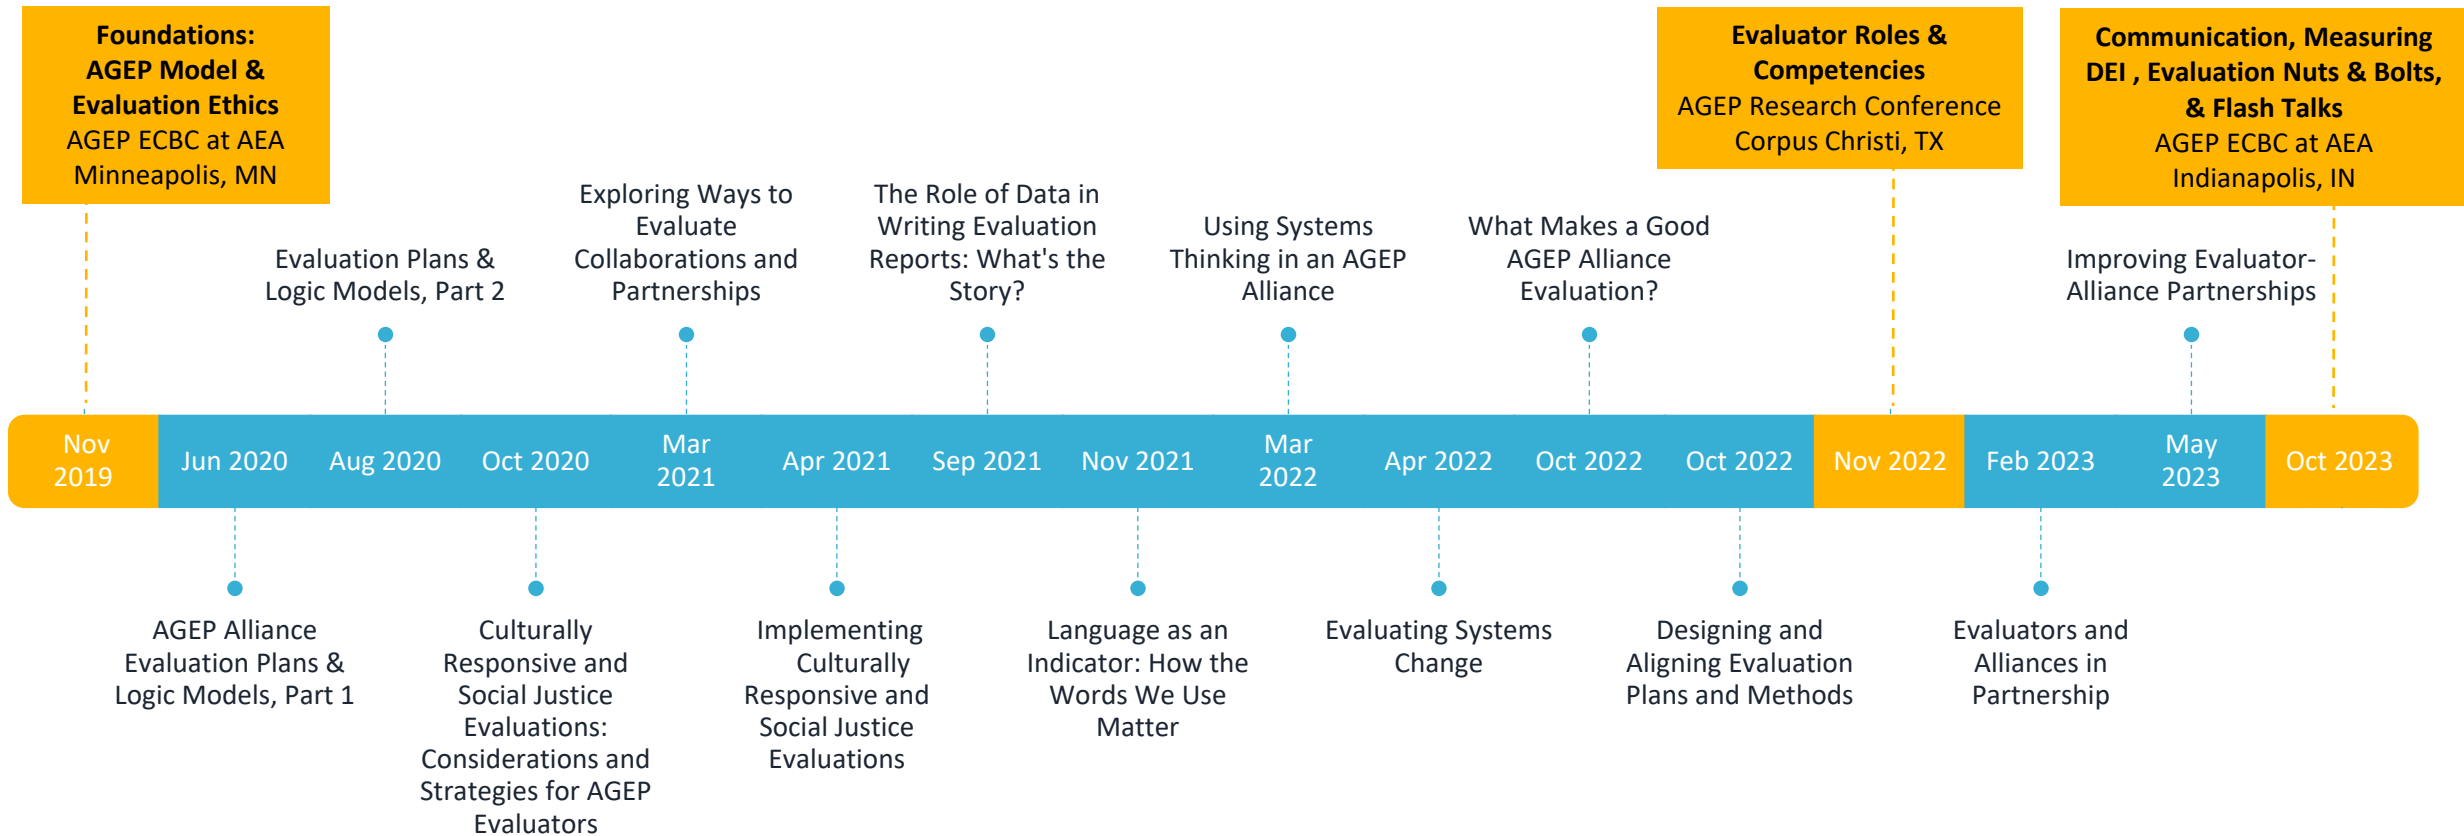 Foundations:
AGEP Model &
Evaluation Ethics
AGEP ECBC at AEA
Minneapolis, MN
Evaluator Roles &
Competencies
AGEP Research Conference
Corpus Christi, TX
Communication, Measuring
DEI , Evaluation Nuts & Bolts,
& Flash Talks
AGEP ECBC at AEA
Indianapolis, IN
Evaluation Plans &
Logic Models, Part 2
Exploring Ways to
Evaluate
Collaborations and
Partnerships
The Role of Data in
Writing Evaluation
Reports: What's the
Story?
Using Systems
Thinking in an AGEP
Alliance
What Makes a Good
AGEP Alliance
Evaluation?
Improving Evaluator-
Alliance Partnerships
Nov
2019
Jun 2020
Aug 2020
Oct 2020
Mar
2021
Apr 2021
Sep 2021
Nov 2021
Mar
2022
Apr 2022
Oct 2022
Oct 2022
Nov 2022
Feb 2023
May
2023
Oct 2023
AGEP Alliance
Evaluation Plans &
Logic Models, Part 1
Culturally
Responsive and
Social Justice
Evaluations:
Considerations and
Strategies for AGEP
Evaluators
Implementing
Culturally
Responsive and
Social Justice
Evaluations
Language as an
Indicator: How the
Words We Use
Matter
Evaluating Systems
Change
Designing and
Aligning Evaluation
Plans and Methods
Evaluators and
Alliances in
Partnership